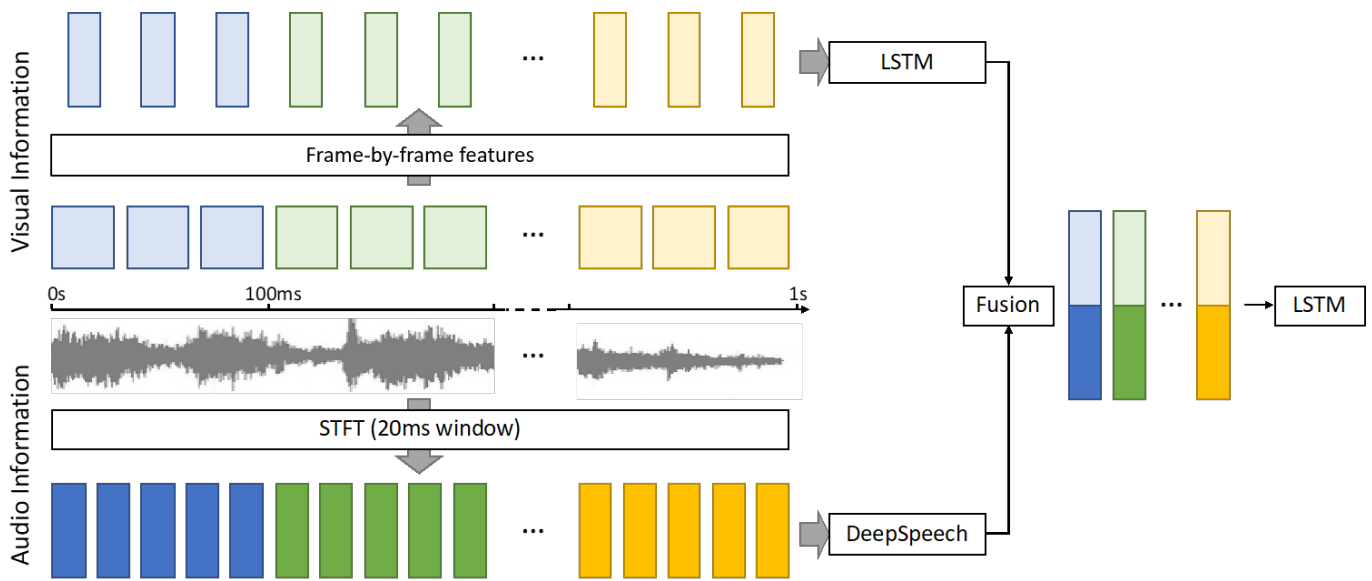 Visual Information
...
LSTM
Frame-by-frame features
...
0s 100ms 1s
...
Fusion
...
LSTM
Audio Information
STFT (20ms window)
...
DeepSpeech